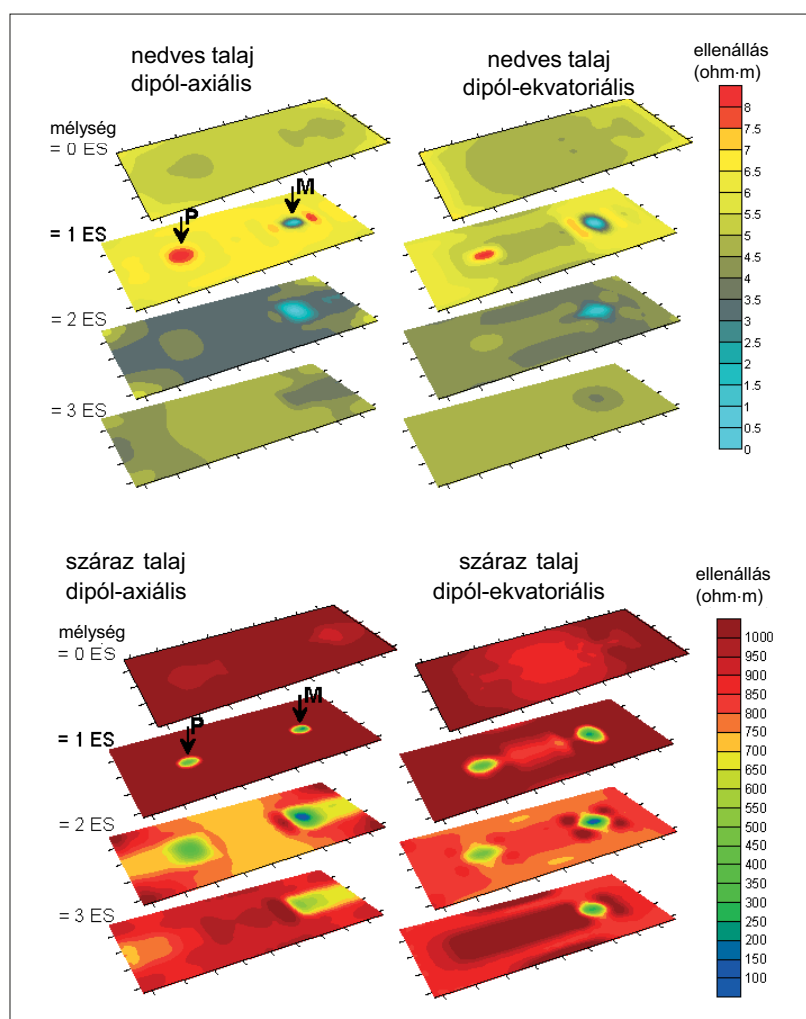 nedves talaj
dipól-axiális
nedves talaj
dipól-ekvatoriális
ellenállás
(ohm·m)
mélység
= 0 ES
= 1 ES
= 2 ES
= 3 ES
P
M
8
7.5
7
6.5
6
5.5
5
4.5
4
3.5
3
2.5
2
1.5
1
0.5
0
száraz talaj
dipól-axiális
száraz talaj
dipól-ekvatoriális
ellenállás
(ohm·m)
mélység
= 0 ES
= 1 ES
= 2 ES
= 3 ES
P
M
1000
950
900
850
800
750
700
650
600
550
500
450
400
350
300
250
200
150
100